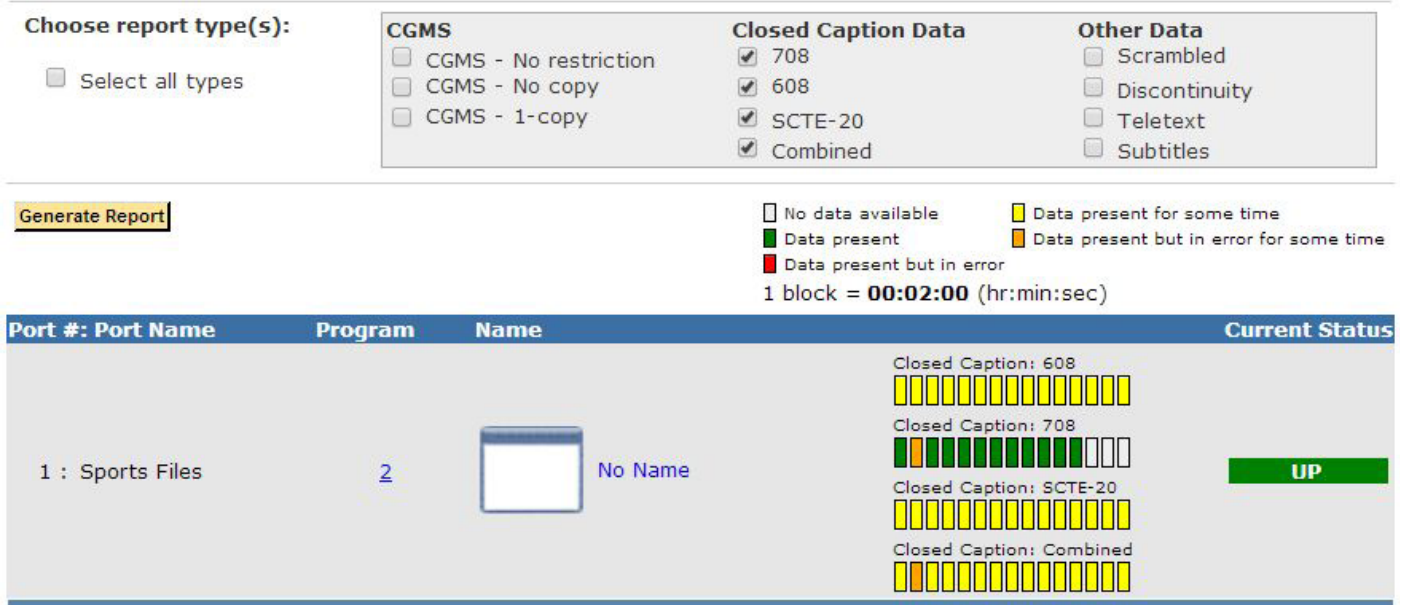 Choose report type(s):
Select all types
CGMS
CGMS - No restriction
CGMS - No copy
CGMS - 1-copy
Closed Caption Data
708
608
SCTE-20
Combined
Other Data
Scrambled
Discontinuity
Teletext
Subtitles
Generate Report
No data available
Data present for some time
Data present
Data present but in error for some time
Data present but in error
1 block = 00:02:00 (hr:min:sec)
Port #: Port Name Program Name Current Status
1 : Sports Files 2 No Name
Closed Caption: 608
Closed Caption: 708
Closed Caption: SCTE-20
Closed Caption: Combined
UP